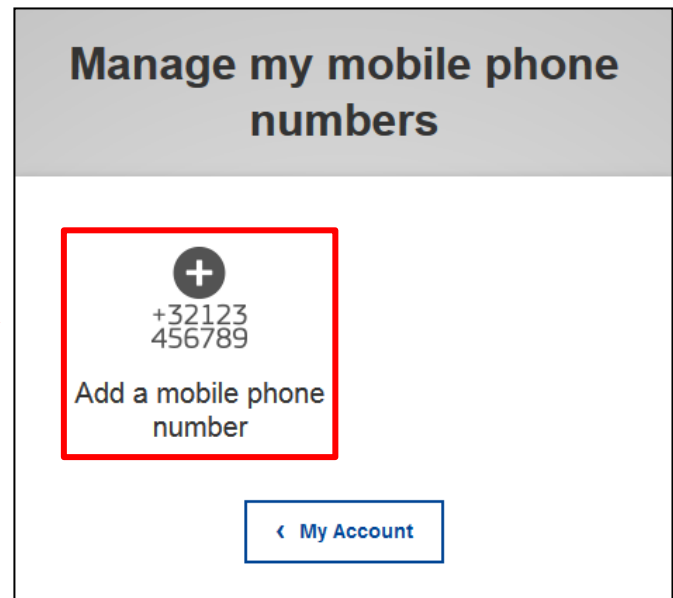 Manage my mobile phone
numbers
+32123
456789
Add a mobile phone
number
‹ My Account